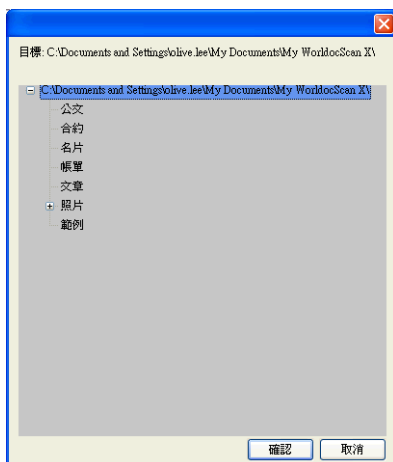 目標: C:\Documents and Settings\olive.lee\My Documents\My WorldocScan X\
C:\Documents and Settings\olive.lee\My Documents\My WorldocScan X\
公文
合約
名片
帳單
文章
照片
範例
確認 取消